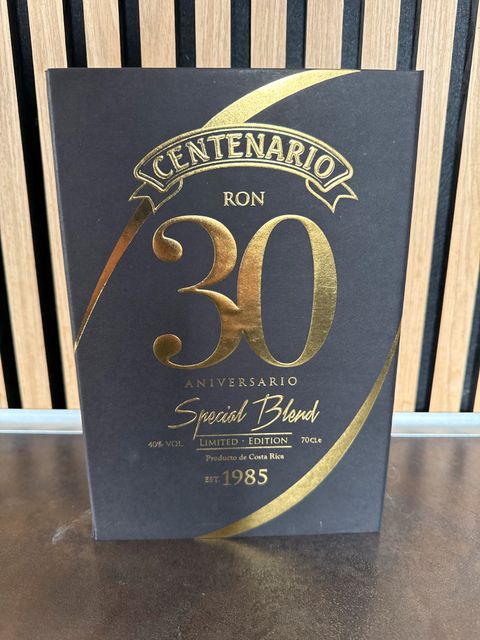 CENTENARIO
RON
30
ANIVERSARIO
Special Blend
40% VOL. LIMITED · EDITION 70CLe
Producto de Costa Rica
EST. 1985